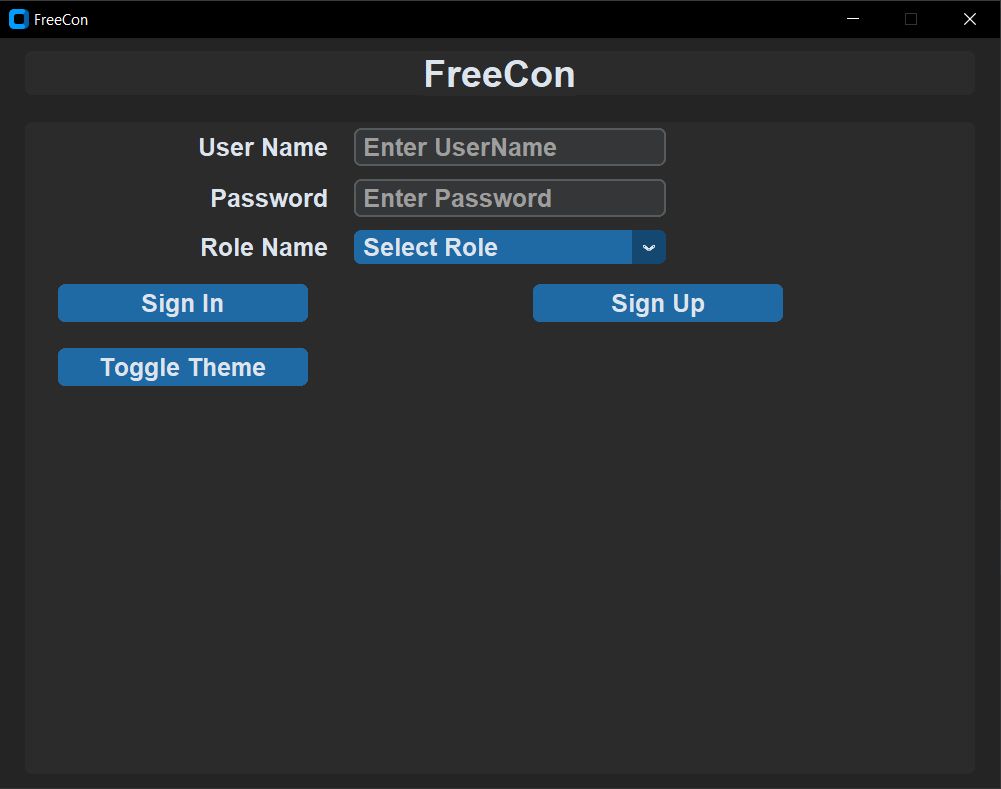 FreeCon
FreeCon
User Name Enter UserName
Password Enter Password
Role Name Select Role
Sign In Sign Up
Toggle Theme